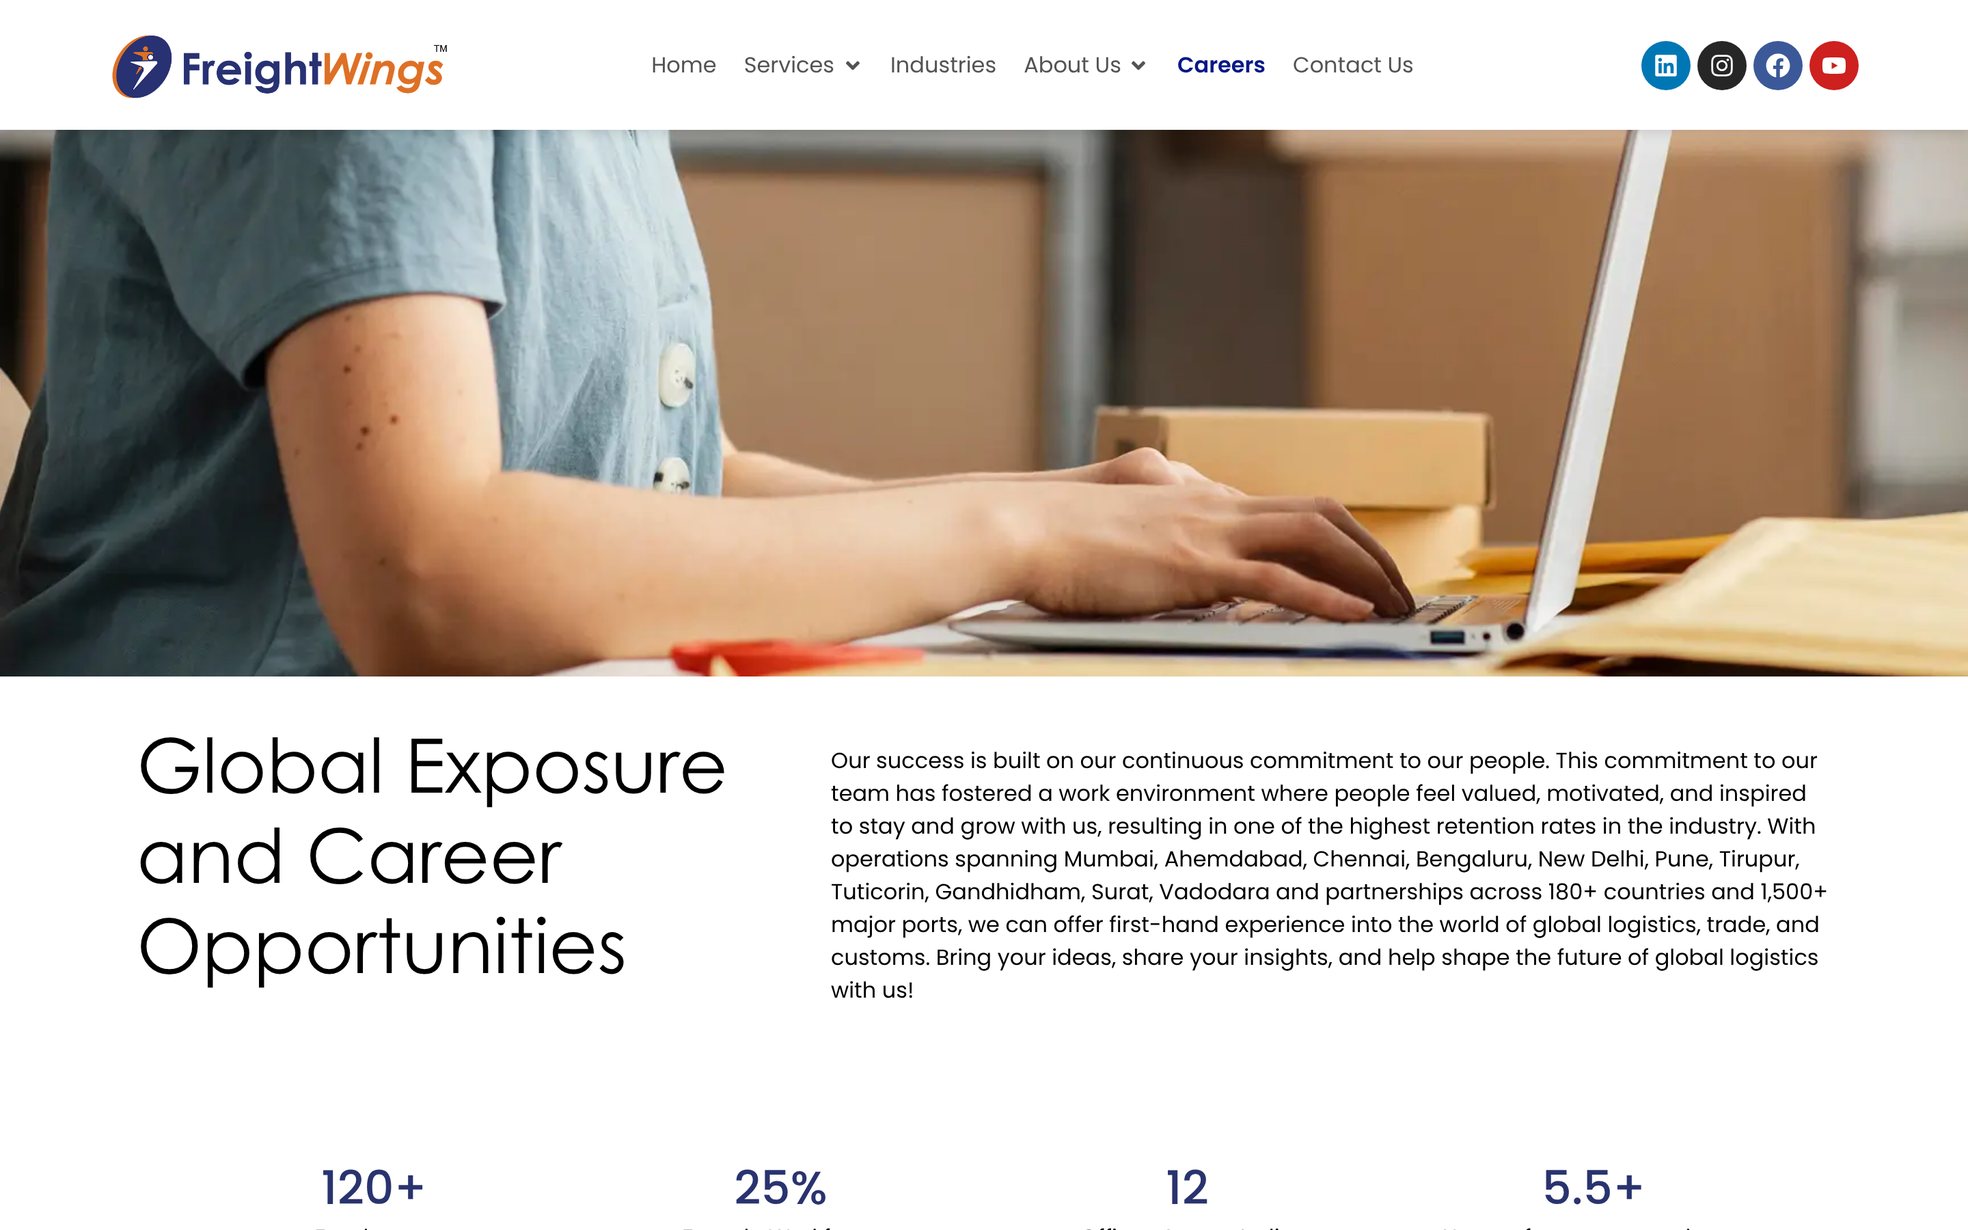 FreightWings™
Home Services Industries About Us Careers Contact Us
Global Exposure
and Career
Opportunities
Our success is built on our continuous commitment to our people. This commitment to our
team has fostered a work environment where people feel valued, motivated, and inspired
to stay and grow with us, resulting in one of the highest retention rates in the industry. With
operations spanning Mumbai, Ahemdabad, Chennai, Bengaluru, New Delhi, Pune, Tirupur,
Tuticorin, Gandhidham, Surat, Vadodara and partnerships across 180+ countries and 1,500+
major ports, we can offer first-hand experience into the world of global logistics, trade, and
customs. Bring your ideas, share your insights, and help shape the future of global logistics
with us!
120+ 25% 12 5.5+